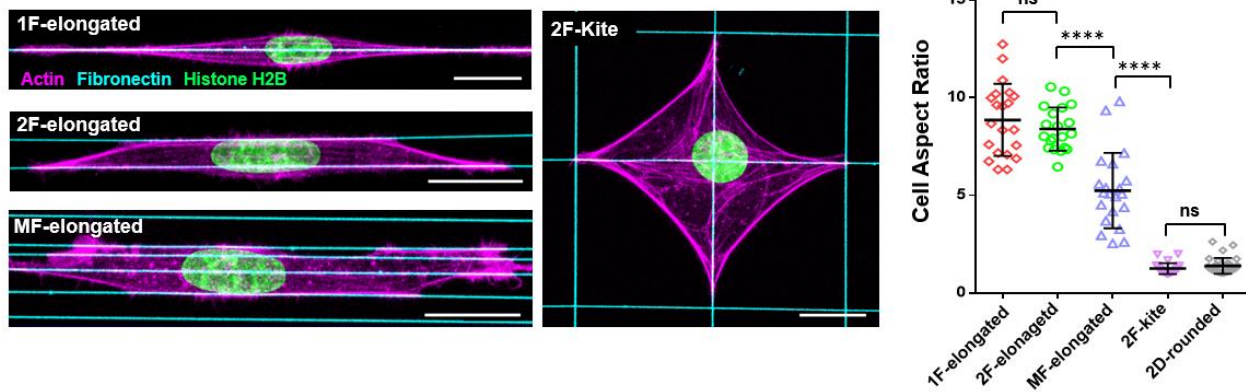 1F-elongated
Actin Fibronectin Histone H2B
2F-elongated
MF-elongated
2F-Kite
Cell Aspect Ratio
15
10
5
0
ns
****
****
ns
1F-elongated
2F-elonagetd
MF-elongated
2F-kite
2D-rounded